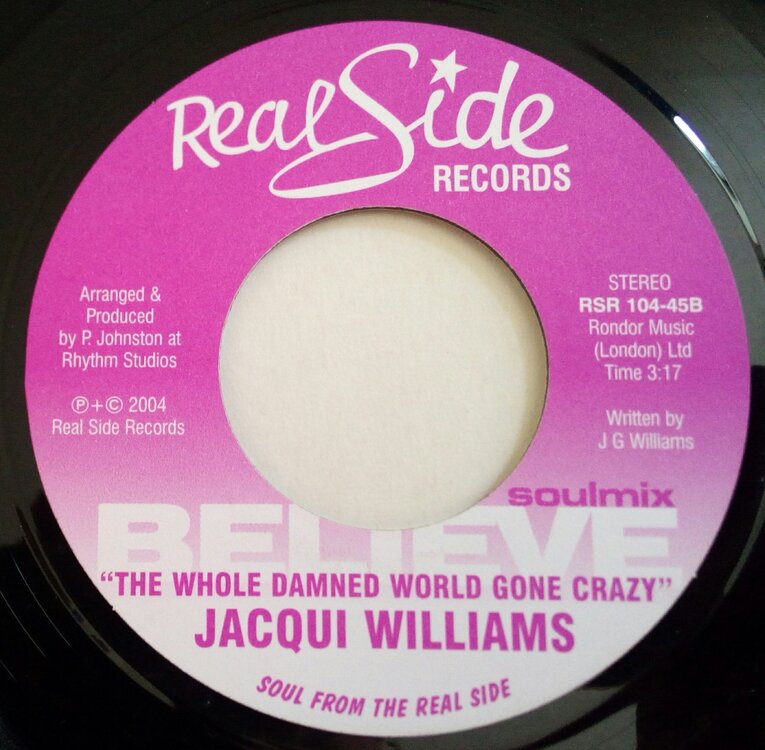 Real Side
RECORDS
Arranged &
Produced
by P. Johnston at
Rhythm Studios
℗+© 2004
Real Side Records
STEREO
RSR 104-45B
Rondor Music
(London) Ltd
Time 3:17
Written by
J G Williams
soulmix
BELIEVE
“THE WHOLE DAMNED WORLD GONE CRAZY”
JACQUI WILLIAMS
SOUL FROM THE REAL SIDE